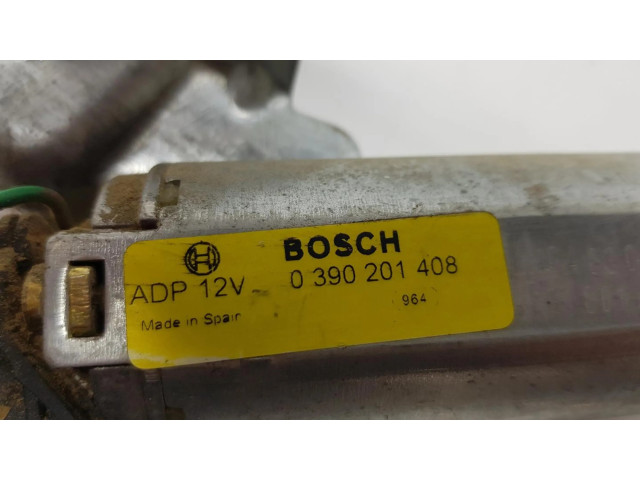 BOSCH
ADP 12V 0 390 201 408
Made in Spain 964